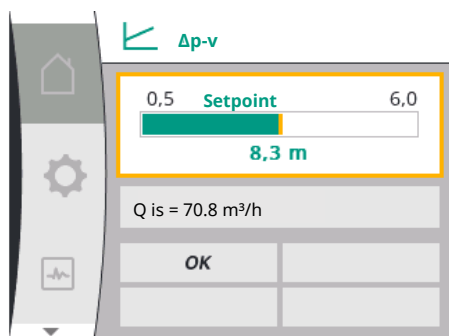 Δp-v
0,5 Setpoint 6,0
8,3 m
Q is = 70.8 m³/h
OK